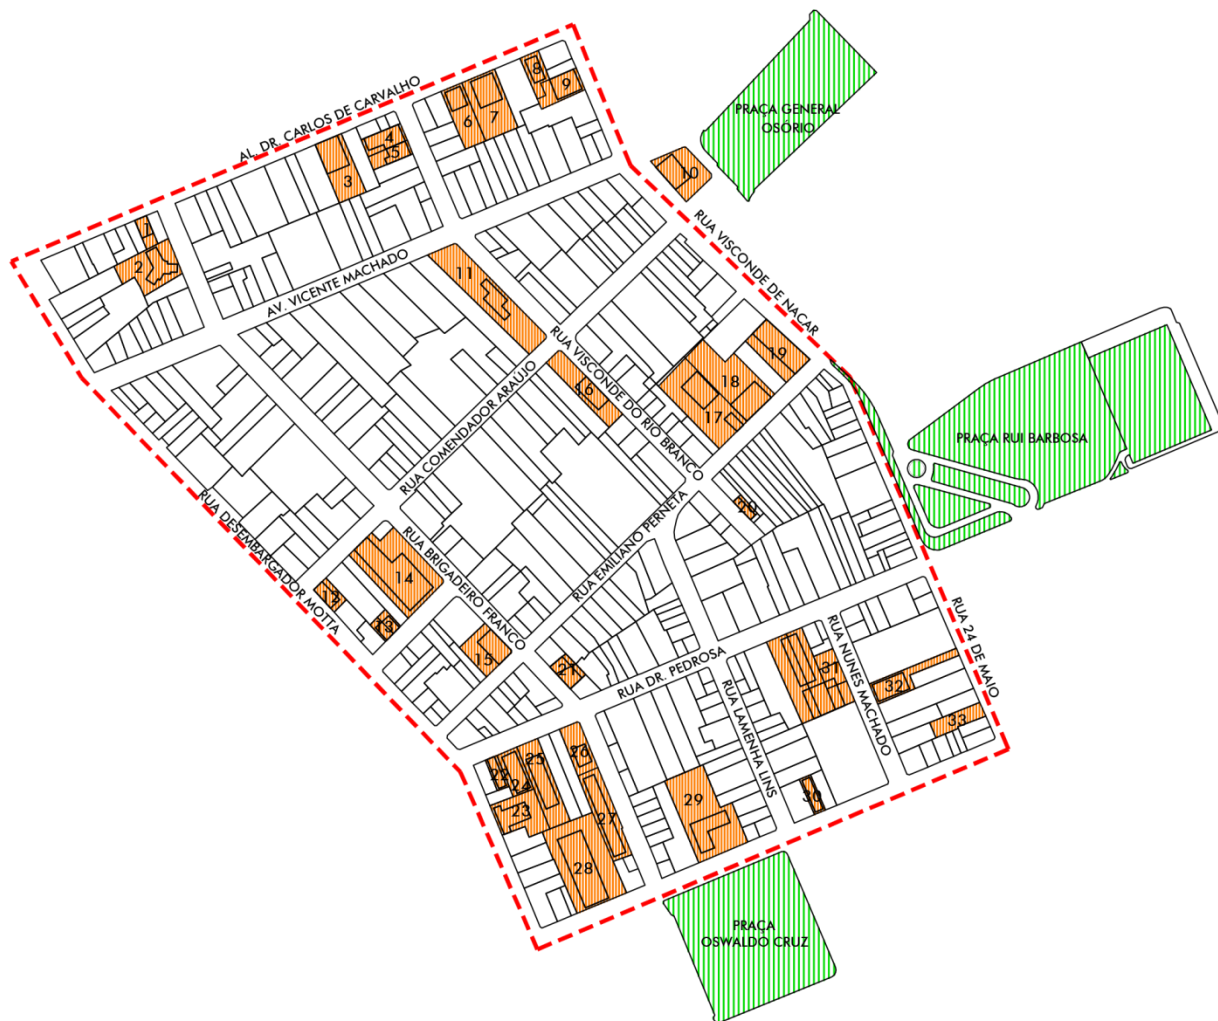 AL. DR. CARLOS DE CARVALHO
PRAÇA GENERAL
OSÓRIO
8
9
6
7
4
5
3
10
1
2
RUA VISCONDE DE NACAR
AV. VICENTE MACHADO
11
RUA VISCONDE DO RIO BRANCO
19
18
17
16
RUA COMENDADOR ARAÚJO
PRAÇA RUI BARBOSA
RUA DESEMBARGADOR MOTTA
RUA EMILIANO PERNETA
RUA BRIGADEIRO FRANCO
14
12
13
15
21
RUA DR. PEDROSA
RUA LAMENHA LINS
RUA NUNES MACHADO
RUA 24 DE MAIO
31
32
33
22
24
25
26
23
27
28
29
30
PRAÇA
OSWALDO CRUZ